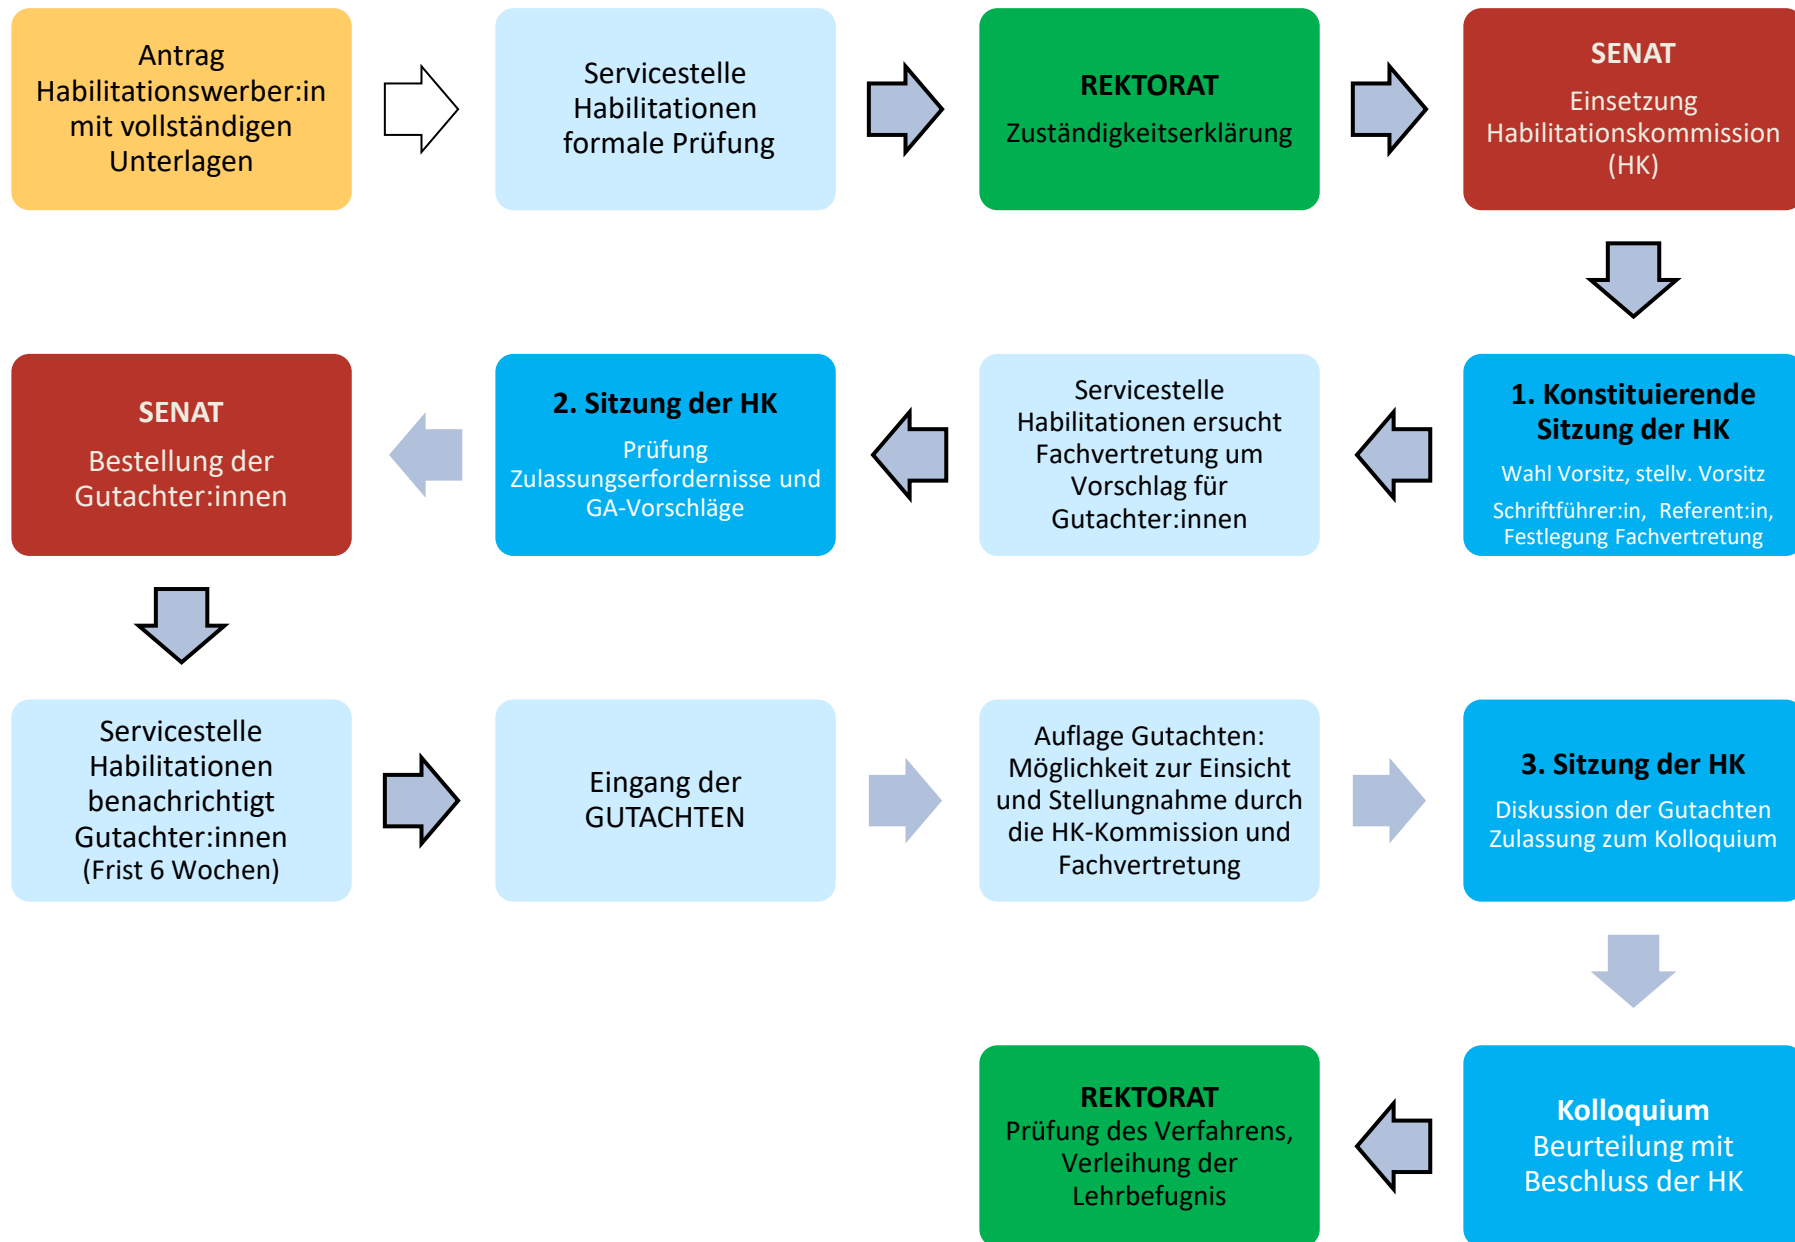 Antrag
Habilitationswerber:in
mit vollständigen
Unterlagen
Servicestelle
Habilitationen
formale Prüfung
REKTORAT
Zuständigkeitserklärung
SENAT
Einsetzung
Habilitationskommission
(HK)
SENAT
Bestellung der
Gutachter:innen
2. Sitzung der HK
Prüfung
Zulassungserfordernisse und
GA-Vorschläge
Servicestelle
Habilitationen ersucht
Fachvertretung um
Vorschlag für
Gutachter:innen
1. Konstituierende
Sitzung der HK
Wahl Vorsitz, stellv. Vorsitz
Schriftführer:in, Referent:in,
Festlegung Fachvertretung
Servicestelle
Habilitationen
benachrichtigt
Gutachter:innen
(Frist 6 Wochen)
Eingang der
GUTACHTEN
Auflage Gutachten:
Möglichkeit zur Einsicht
und Stellungnahme durch
die HK-Kommission und
Fachvertretung
3. Sitzung der HK
Diskussion der Gutachten
Zulassung zum Kolloquium
REKTORAT
Prüfung des Verfahrens,
Verleihung der
Lehrbefugnis
Kolloquium
Beurteilung mit
Beschluss der HK